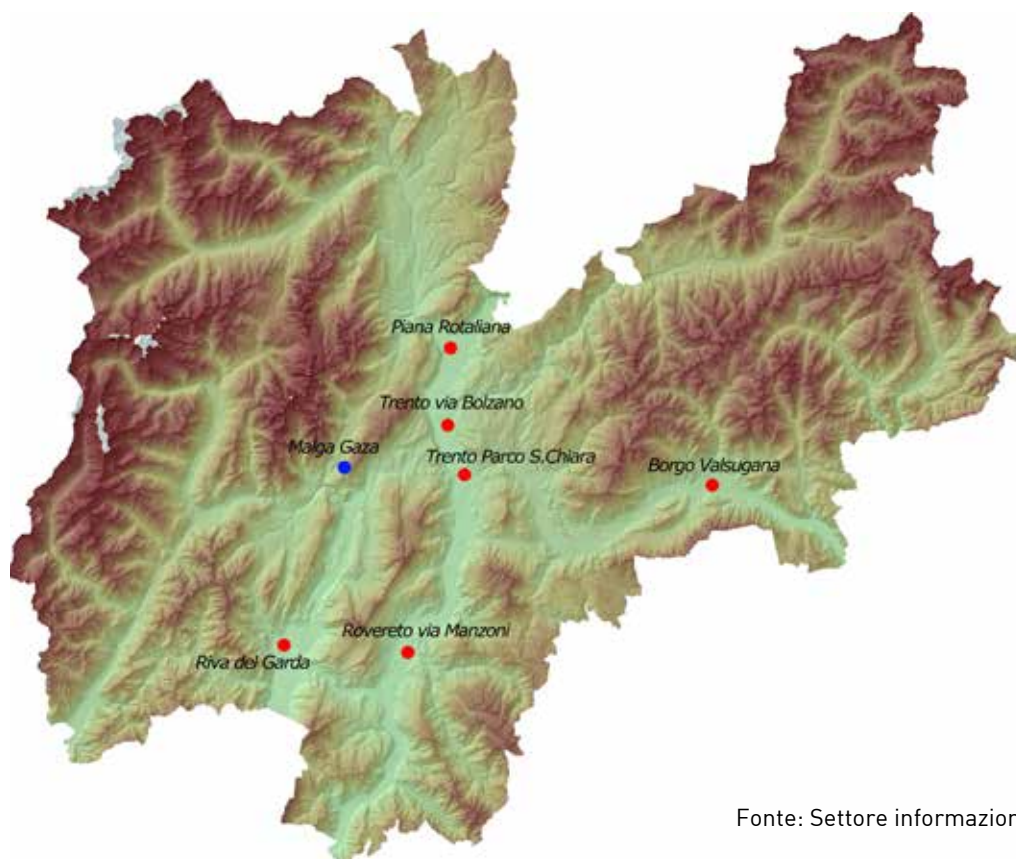 Piana Rotaliana
Trento via Bolzano
Malga Gaza
Trento Parco S.Chiara
Borgo Valsugana
Rovereto via Manzoni
Riva del Garda
Fonte: Settore informazion